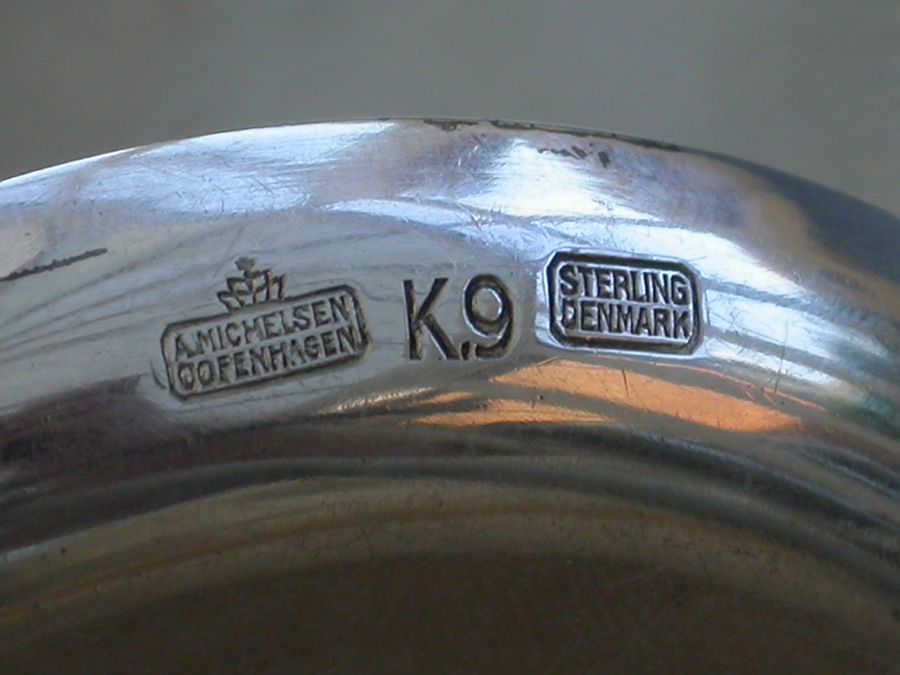 A.MICHELSEN
COPENHAGEN
K.9
STERLING
DENMARK